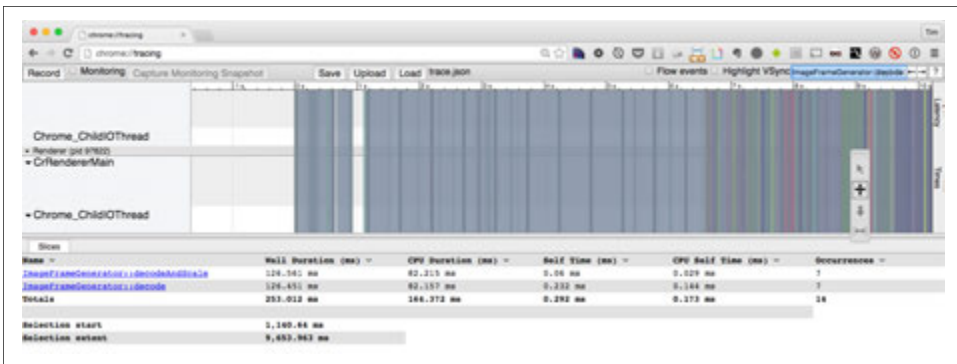 chrome://tracing
Tim
chrome://tracing
Record Monitoring Capture Monitoring Snapshot Save Upload Load trace.json Flow events Highlight VSync ImageFrameGenerator::decode
Chrome_ChildIOThread
Renderer (pid 97822)
CrRendererMain
Chrome_ChildIOThread
Latency
Times
Slices
Name Wall Duration (ms) CPU Duration (ms) Self Time (ms) CPU Self Time (ms) Occurrences
ImageFrameGenerator::decodeAndScale 126.561 ms 82.215 ms 0.06 ms 0.029 ms 7
ImageFrameGenerator::decode 126.451 ms 82.157 ms 0.232 ms 0.144 ms 7
Totals 253.012 ms 164.372 ms 0.292 ms 0.173 ms 14
Selection start 1,160.64 ms
Selection extent 9,653.963 ms